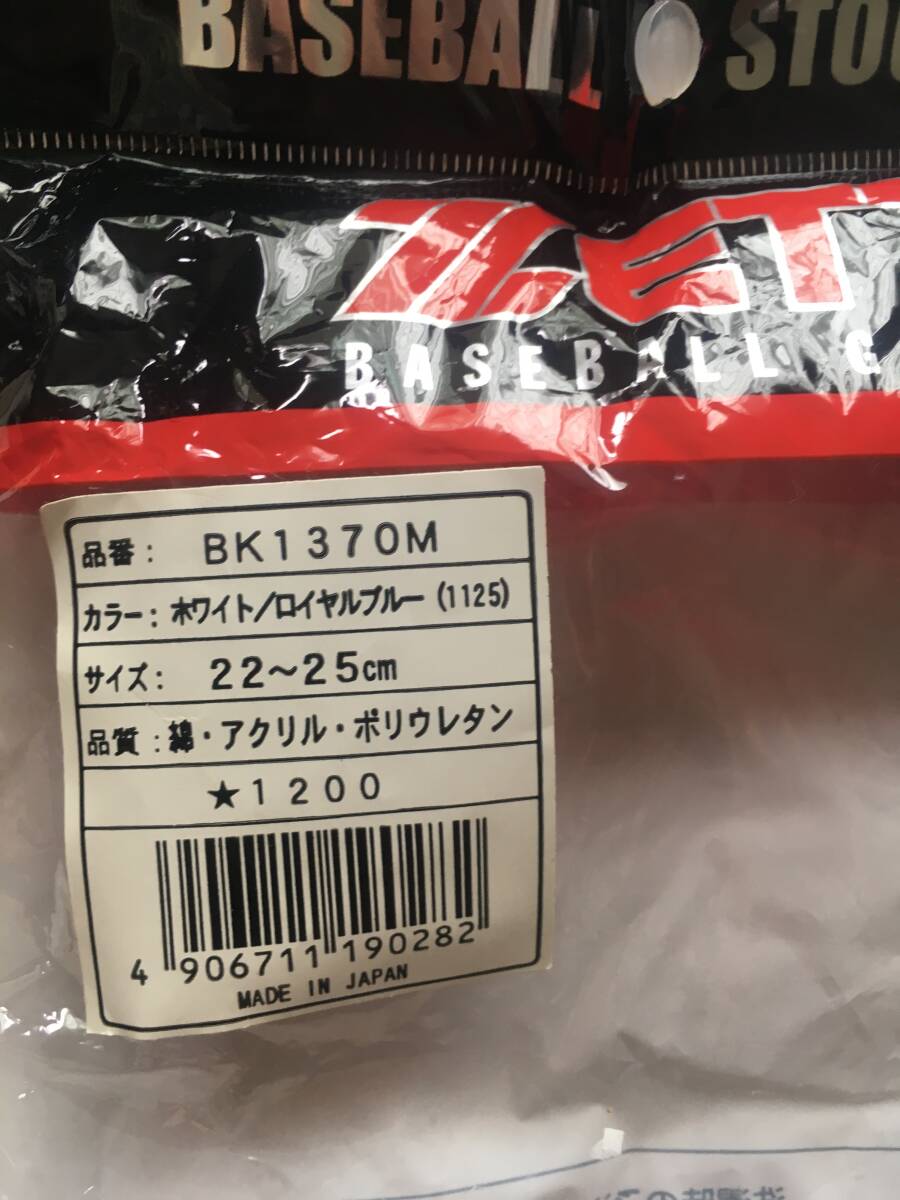 BASEBALL STOC
ZET
BASEBALL G
品番： BK1370M
カラー：ホワイト/ロイヤルブルー(1125)
サイズ： 22～25cm
品質：綿・アクリル・ポリウレタン
★1200
4 906711 190282
MADE IN JAPAN